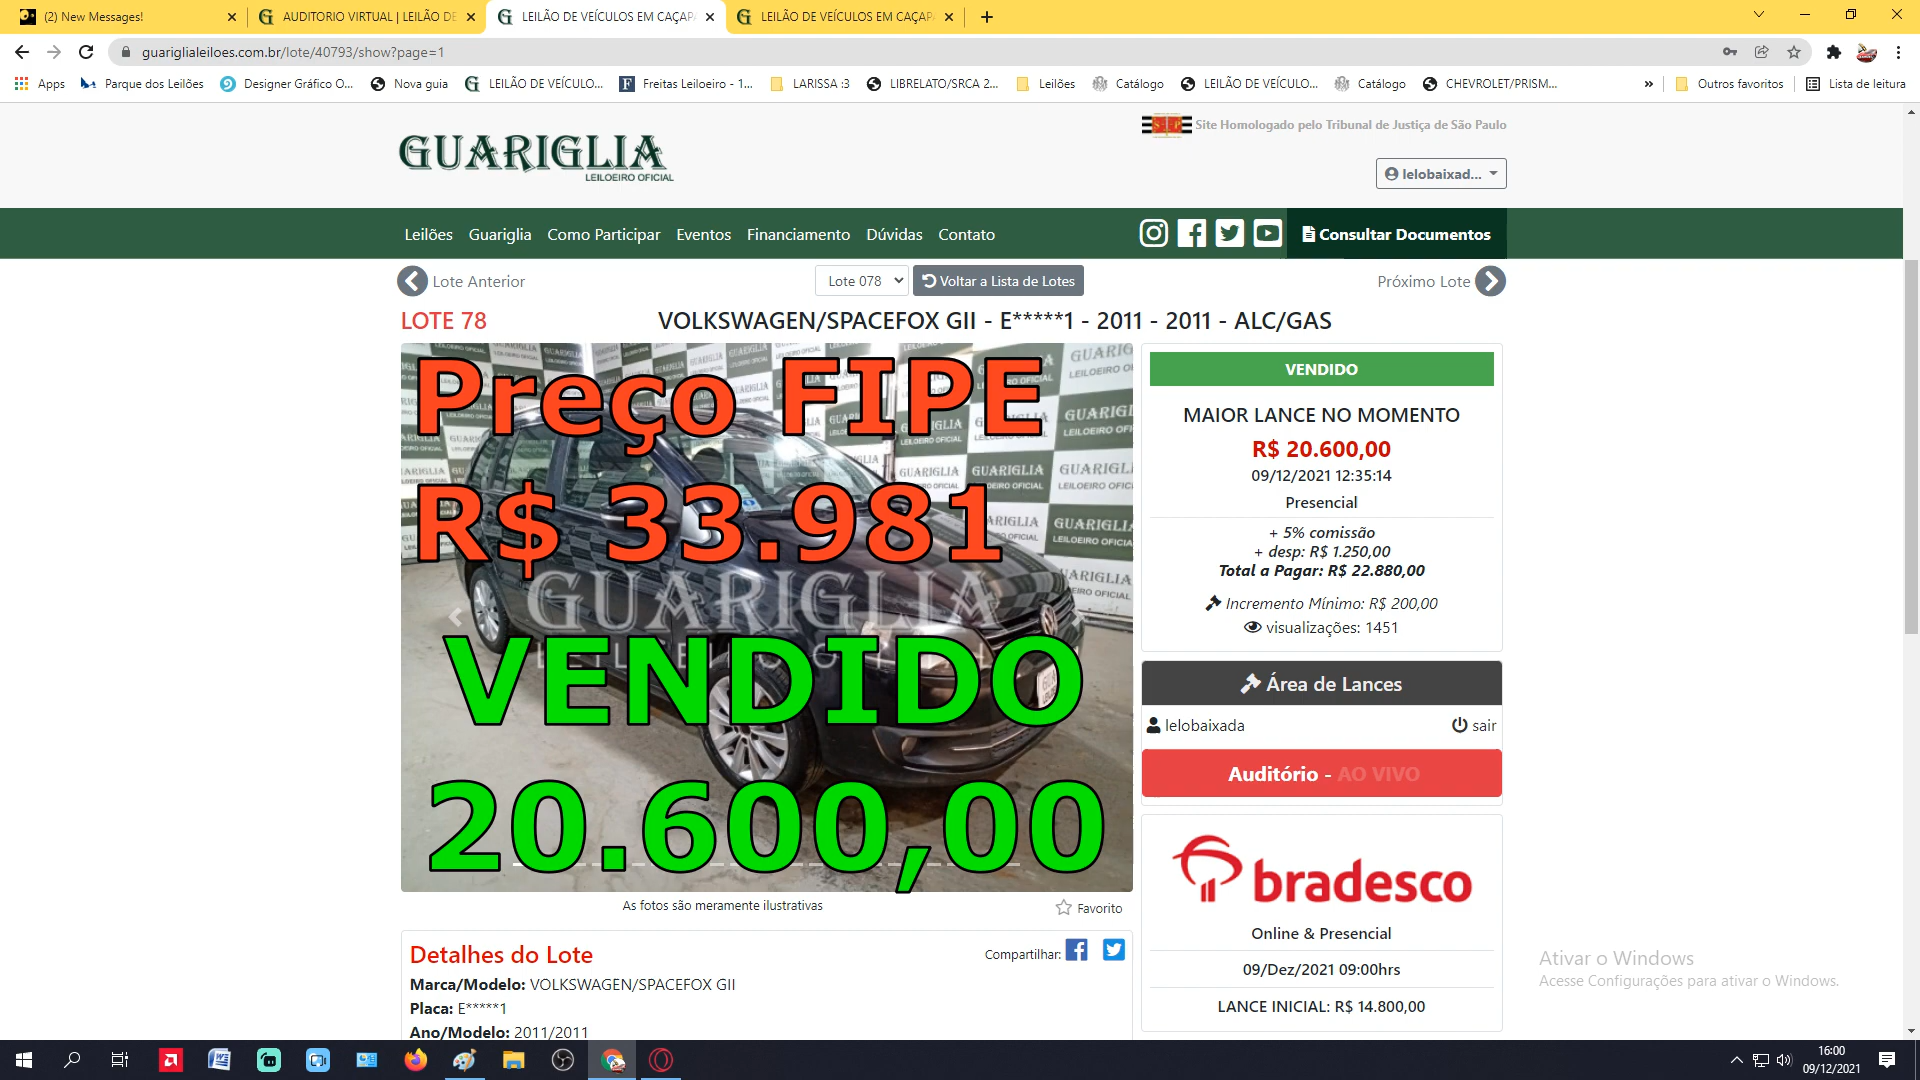 (2) New Messages!
AUDITORIO VIRTUAL | LEILÃO DE
LEILÃO DE VEÍCULOS EM CAÇAPA
LEILÃO DE VEÍCULOS EM CAÇAPA
guariglialeiloes.com.br/lote/40793/show?page=1
Apps
Parque dos Leilões
Designer Gráfico O...
Nova guia
LEILÃO DE VEÍCULO...
Freitas Leiloeiro - 1...
LARISSA :3
LIBRELATO/SRCA 2...
Leilões
Catálogo
LEILÃO DE VEÍCULO...
Catálogo
CHEVROLET/PRISM...
»
Outros favoritos
Lista de leitura
GUARIGLIA
LEILOEIRO OFICIAL
Site Homologado pelo Tribunal de Justiça de São Paulo
lelobaixad...
Leilões
Guariglia
Como Participar
Eventos
Financiamento
Dúvidas
Contato
Consultar Documentos
Lote Anterior
Lote 078
Voltar a Lista de Lotes
Próximo Lote
LOTE 78
VOLKSWAGEN/SPACEFOX GII - E*****1 - 2011 - 2011 - ALC/GAS
Preço FIPE
R$ 33.981
GUARIGLIA
VENDIDO
20.600,00
As fotos são meramente ilustrativas
Favorito
VENDIDO
MAIOR LANCE NO MOMENTO
R$ 20.600,00
09/12/2021 12:35:14
Presencial
+ 5% comissão
+ desp: R$ 1.250,00
Total a Pagar: R$ 22.880,00
Incremento Mínimo: R$ 200,00
visualizações: 1451
Área de Lances
lelobaixada
sair
Auditório - AO VIVO
bradesco
Online & Presencial
09/Dez/2021 09:00hrs
LANCE INICIAL: R$ 14.800,00
Detalhes do Lote
Compartilhar:
Marca/Modelo: VOLKSWAGEN/SPACEFOX GII
Placa: E*****1
Ano/Modelo: 2011/2011
Ativar o Windows
Acesse Configurações para ativar o Windows.
16:00
09/12/2021